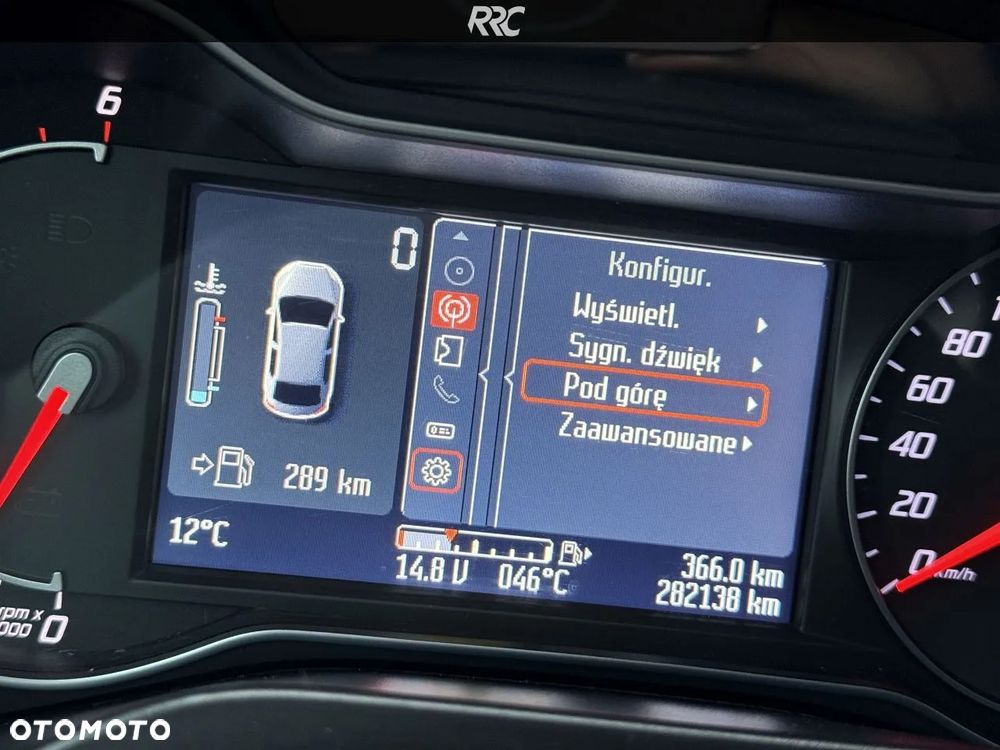 RRC
6
0
Konfigur.
Wyświetl.
Sygn. dźwięk
Pod górę
Zaawansowane
289 km
12°C
14.8 V 046°C
366.0 km
282138 km
80
60
40
20
0 km/h
rpm x
0
OTOMOTO